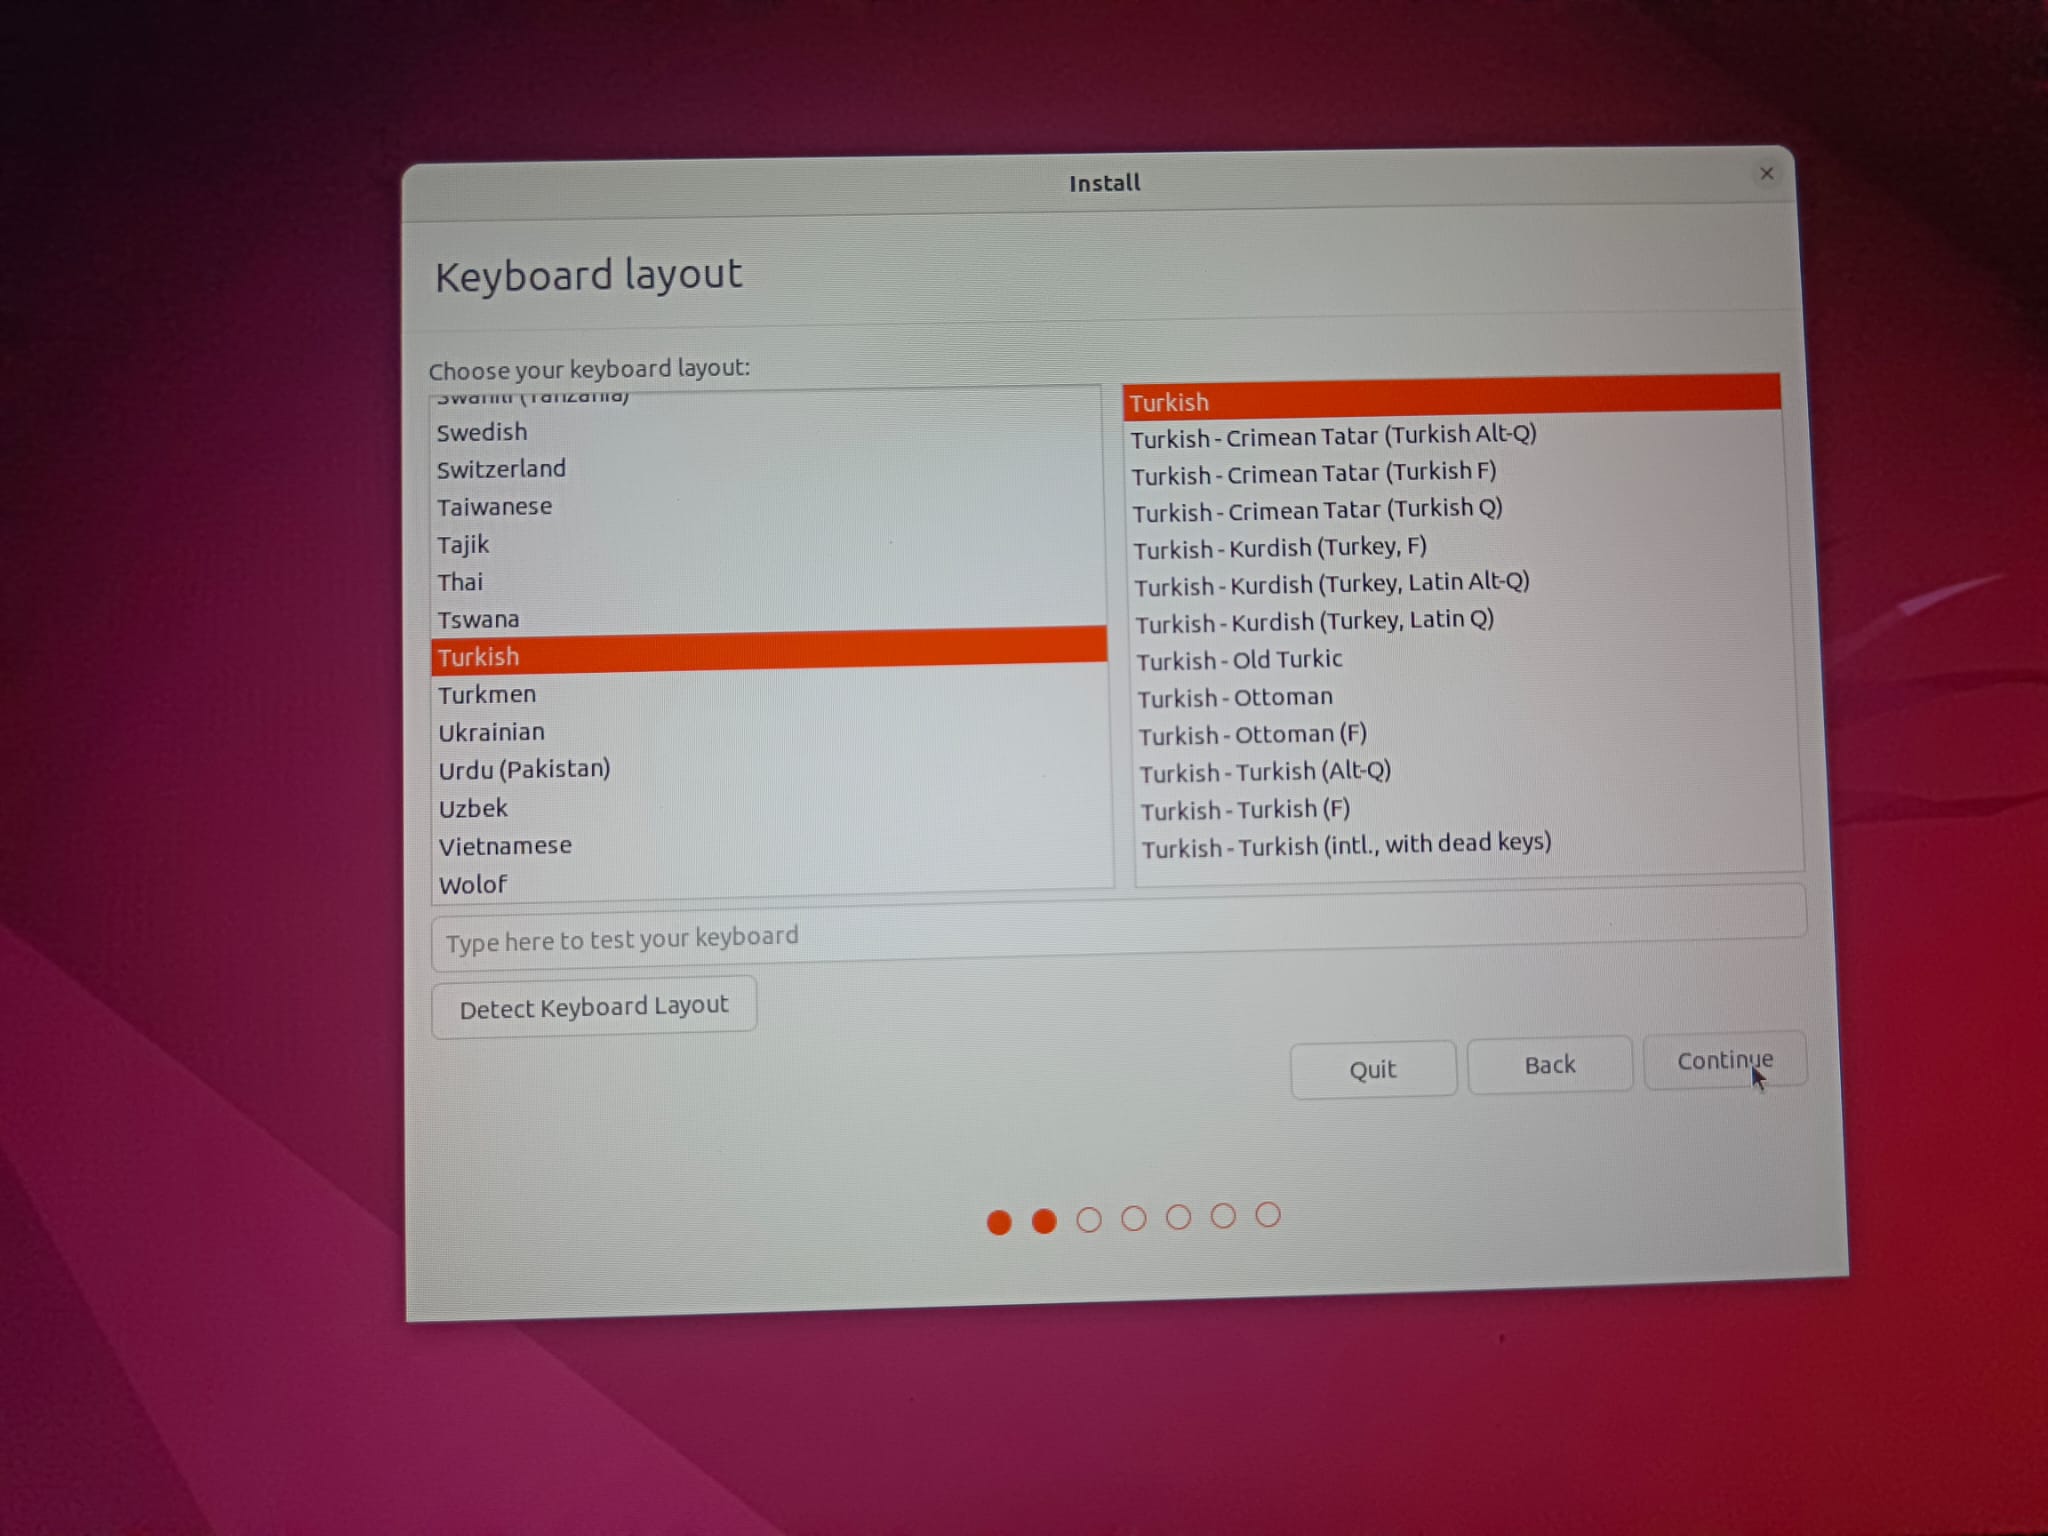 Install
Keyboard layout
Choose your keyboard layout:
Swahili (Tanzania)
Swedish
Switzerland
Taiwanese
Tajik
Thai
Tswana
Turkish
Turkmen
Ukrainian
Urdu (Pakistan)
Uzbek
Vietnamese
Wolof
Turkish
Turkish - Crimean Tatar (Turkish Alt-Q)
Turkish - Crimean Tatar (Turkish F)
Turkish - Crimean Tatar (Turkish Q)
Turkish - Kurdish (Turkey, F)
Turkish - Kurdish (Turkey, Latin Alt-Q)
Turkish - Kurdish (Turkey, Latin Q)
Turkish - Old Turkic
Turkish - Ottoman
Turkish - Ottoman (F)
Turkish - Turkish (Alt-Q)
Turkish - Turkish (F)
Turkish - Turkish (intl., with dead keys)
Type here to test your keyboard
Detect Keyboard Layout
Quit
Back
Continue